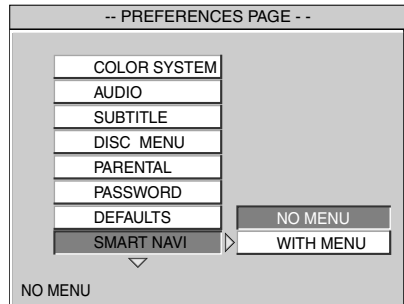 -- PREFERENCES PAGE - -
COLOR SYSTEM
AUDIO
SUBTITLE
DISC MENU
PARENTAL
PASSWORD
DEFAULTS
NO MENU
SMART NAVI
WITH MENU
NO MENU